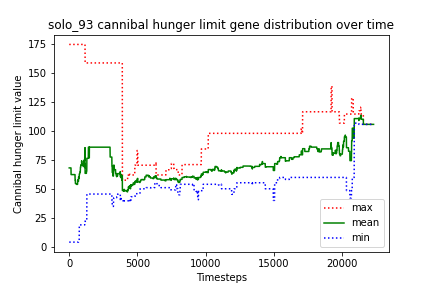 solo_93 cannibal hunger limit gene distribution over time
Cannibal hunger limit value
175
150
125
100
75
50
25
0
0
5000
10000
15000
20000
Timesteps
max
mean
min